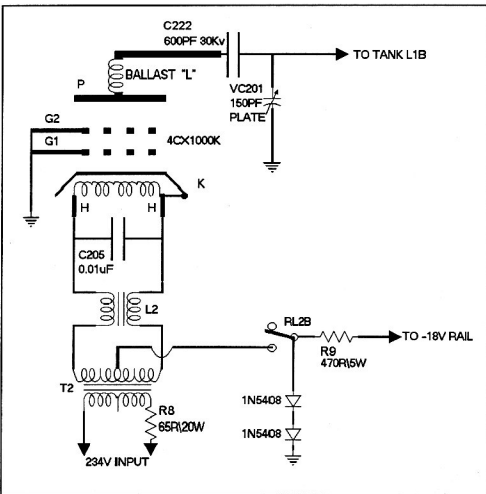 C222
600PF 30Kv
TO TANK L1B
BALLAST "L"
P
VC201
150PF
PLATE
G2
G1
4CX1000K
K
H H
C205
0.01uF
L2
RL2B
TO -18V RAIL
R9
470R\5W
T2
1N5408
R8
65R\20W
1N5408
234V INPUT